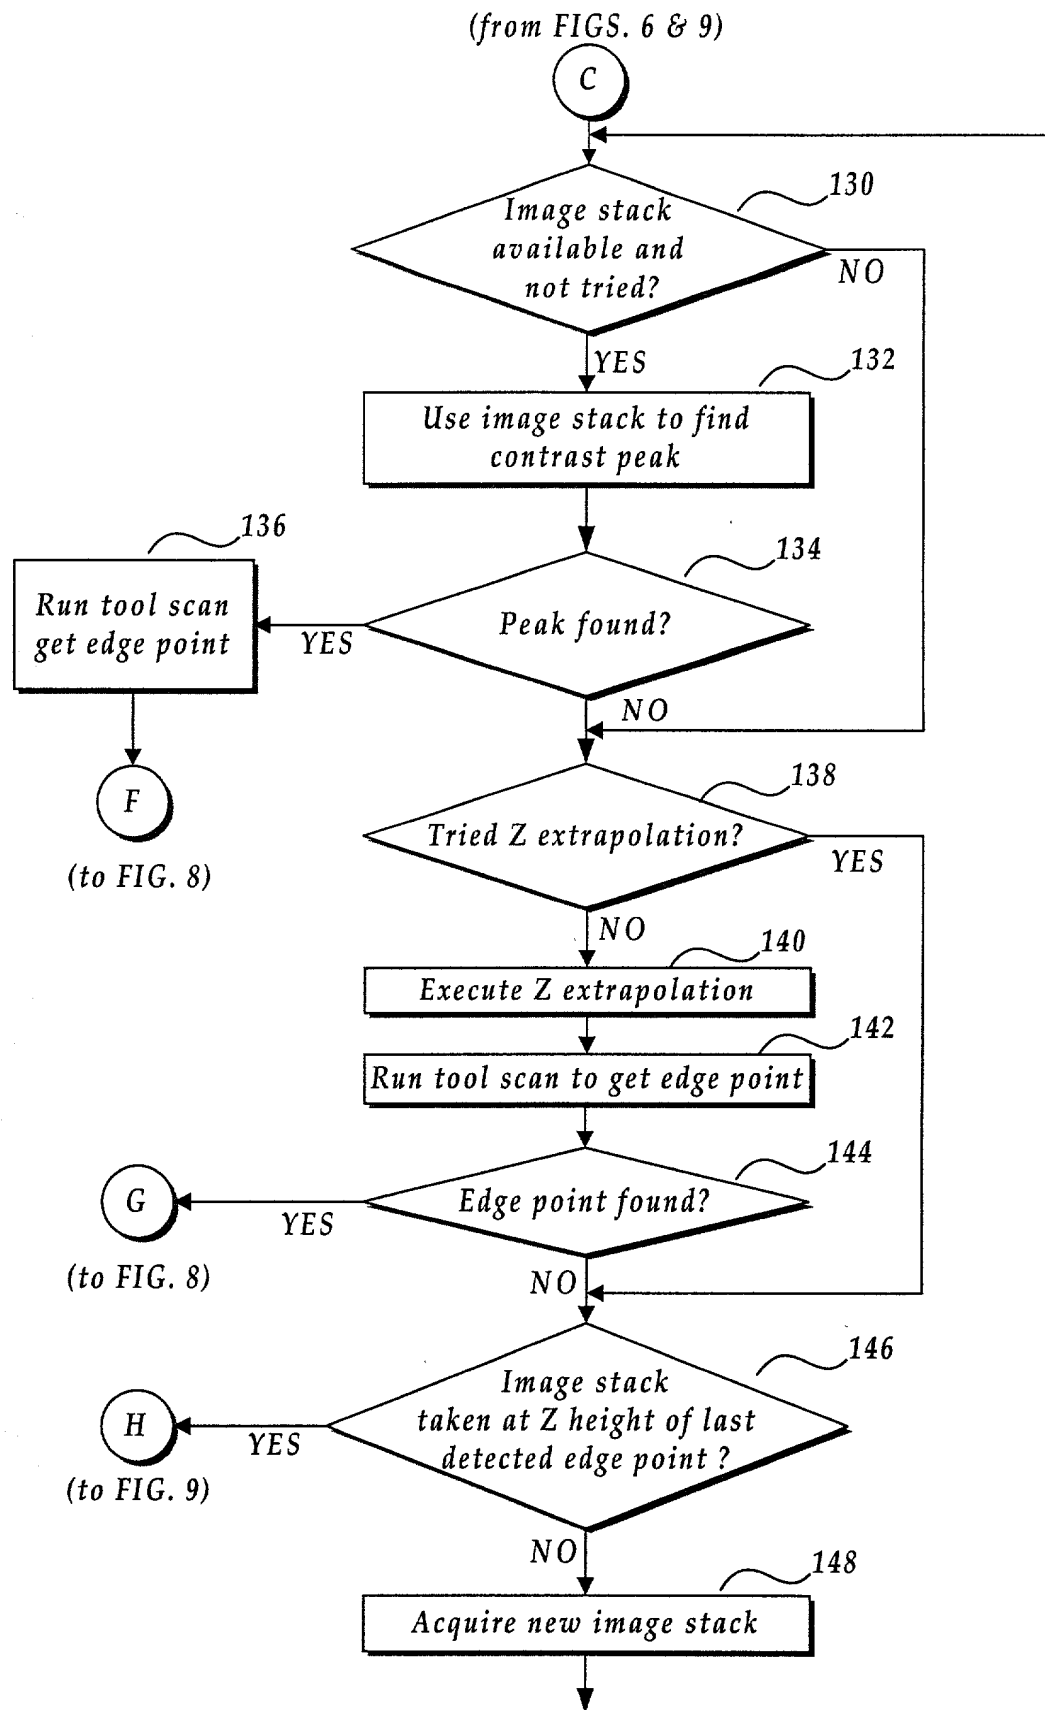 (from FIGS. 6 & 9)
C
130
Image stack
available and
not tried?
NO
YES
132
Use image stack to find
contrast peak
136
134
Run tool scan
get edge point
YES
Peak found?
NO
F
(to FIG. 8)
138
Tried Z extrapolation?
YES
NO
140
Execute Z extrapolation
142
Run tool scan to get edge point
144
G
YES
Edge point found?
(to FIG. 8)
NO
146
Image stack
taken at Z height of last
detected edge point ?
H
YES
(to FIG. 9)
NO
148
Acquire new image stack